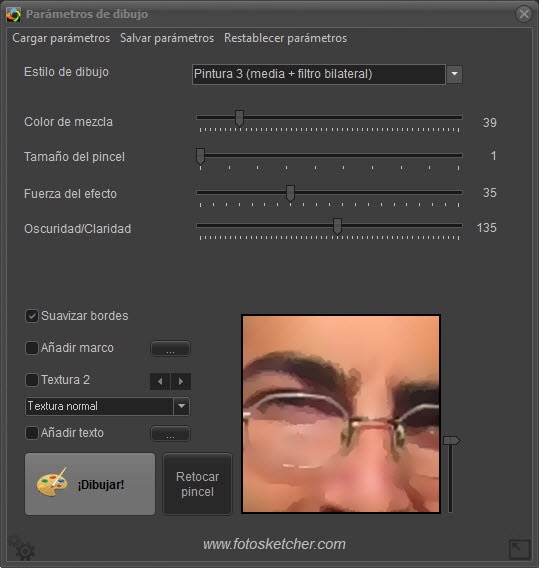 Parámetros de dibujo
Cargar parámetros Salvar parámetros Restablecer parámetros
Estilo de dibujo Pintura 3 (media + filtro bilateral)
Color de mezcla 39
Tamaño del pincel 1
Fuerza del efecto 35
Oscuridad/Claridad 135
Suavizar bordes
Añadir marco ...
Textura 2
Textura normal
Añadir texto ...
¡Dibujar! Retocar
pincel
www.fotosketcher.com